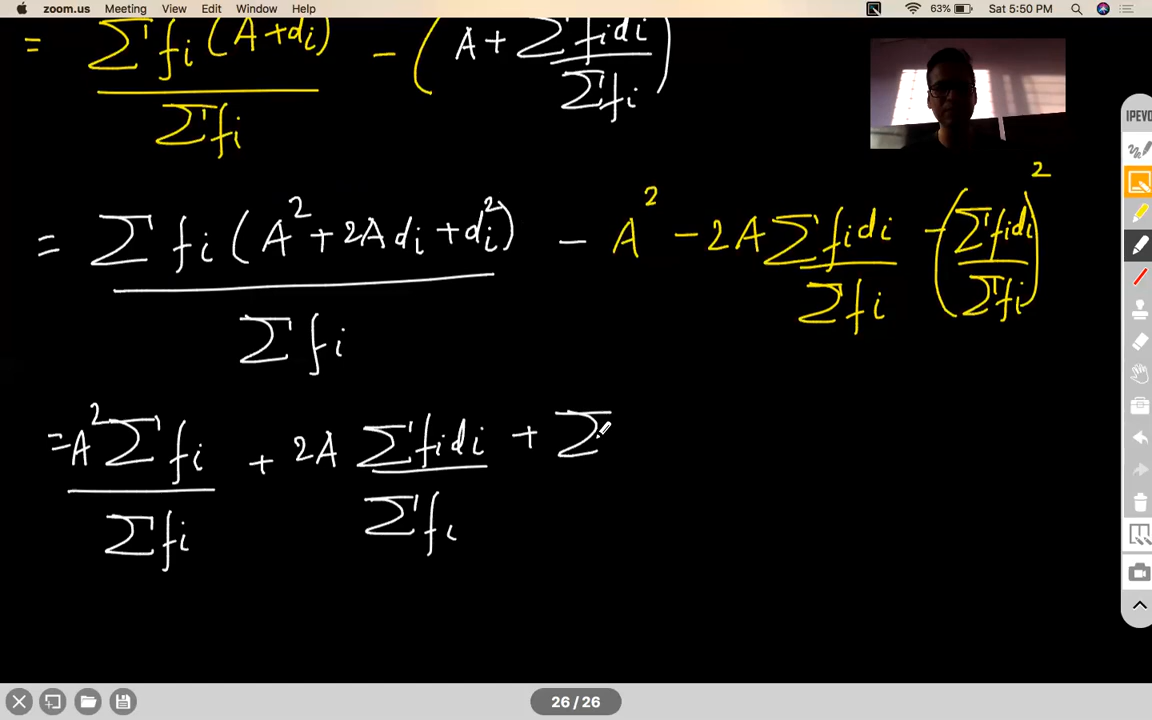 zoom.us Meeting View Edit Window Help 63% Sat 5:50 PM
= Σfi(A+di) / Σfi - (A + Σfidi / Σfi)
IPEVO
= Σfi(A² + 2Adi + di²) / Σfi - A² - 2A Σfidi / Σfi - (Σfidi / Σfi)²
= A²Σfi / Σfi + 2A Σfidi / Σfi + Σ
26 / 26